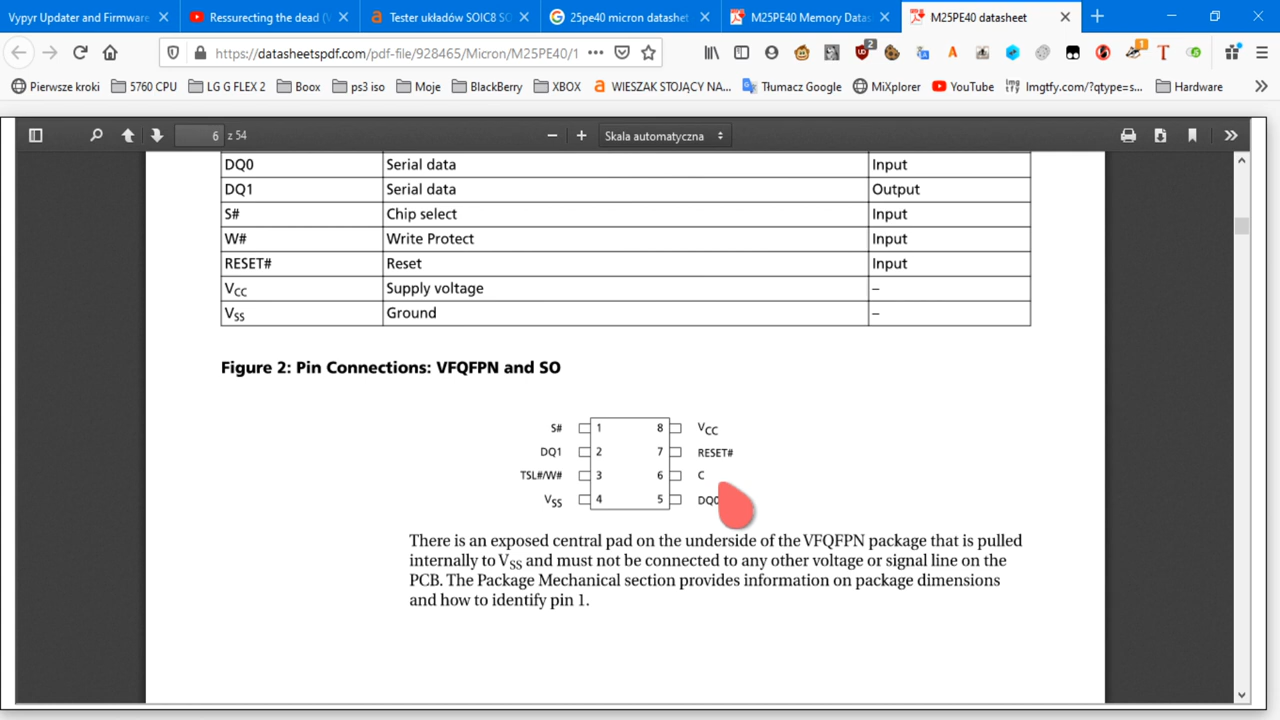 Vypyr Updater and Firmware
Ressurecting the dead (V
Tester układów SOIC8 SO
25pe40 micron datasheet
M25PE40 Memory Datas
M25PE40 datasheet
https://datasheetspdf.com/pdf-file/928465/Micron/M25PE40/1
2
1
Pierwsze kroki
5760 CPU
LG G FLEX 2
Boox
ps3 iso
Moje
BlackBerry
XBOX
WIESZAK STOJĄCY NA...
Tłumacz Google
MiXplorer
YouTube
lmgtfy.com/?qtype=s...
Hardware
6 z 54
Skala automatyczna
DQ0 Serial data Input
DQ1 Serial data Output
S# Chip select Input
W# Write Protect Input
RESET# Reset Input
VCC Supply voltage –
VSS Ground –
Figure 2: Pin Connections: VFQFPN and SO
S# 1 8 VCC
DQ1 2 7 RESET#
TSL#/W# 3 6 C
VSS 4 5 DQ0
There is an exposed central pad on the underside of the VFQFPN package that is pulled
internally to VSS and must not be connected to any other voltage or signal line on the
PCB. The Package Mechanical section provides information on package dimensions
and how to identify pin 1.